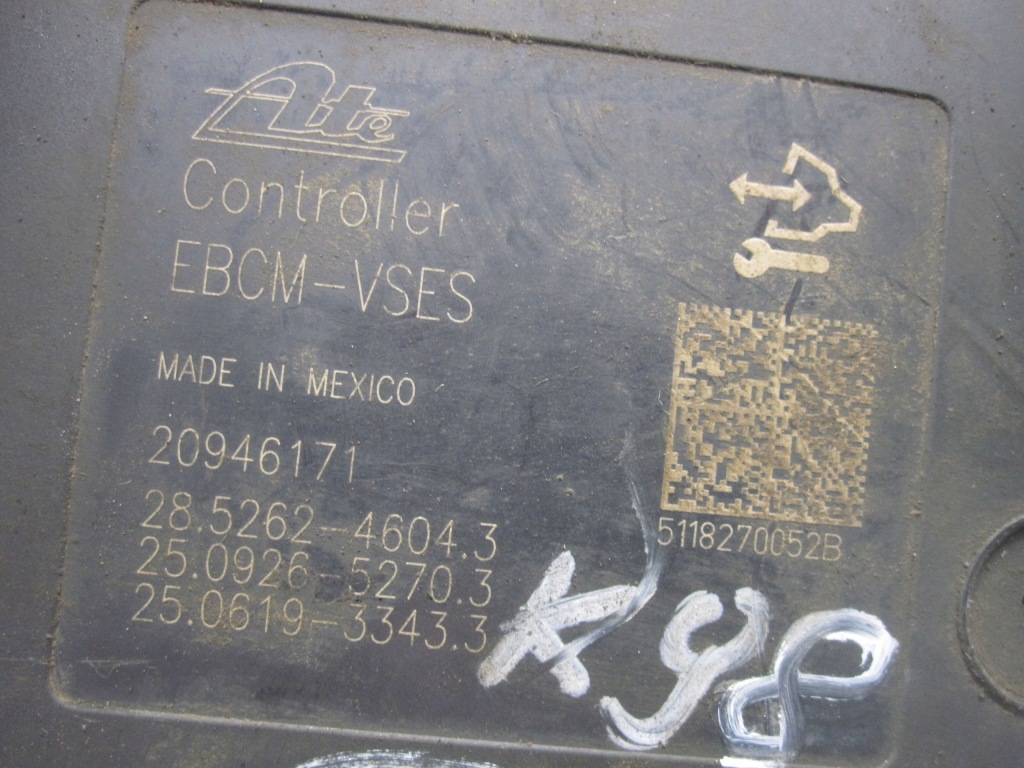 Ate
Controller
EBCM-VSES
MADE IN MEXICO
20946171
28.5262-4604.3
25.0926-5270.3
25.0619-3343.3
5118270052B
K98